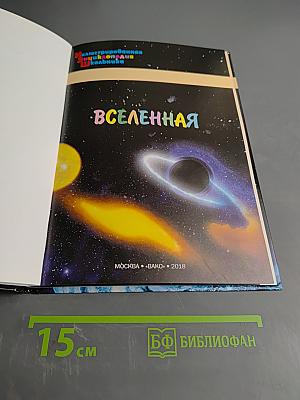 Иллюстрированная
Энциклопедия
Школьника
ВСЕЛЕННАЯ
МОСКВА • «ВАКО» • 2018
15 см
БФ БИБЛИОФАН